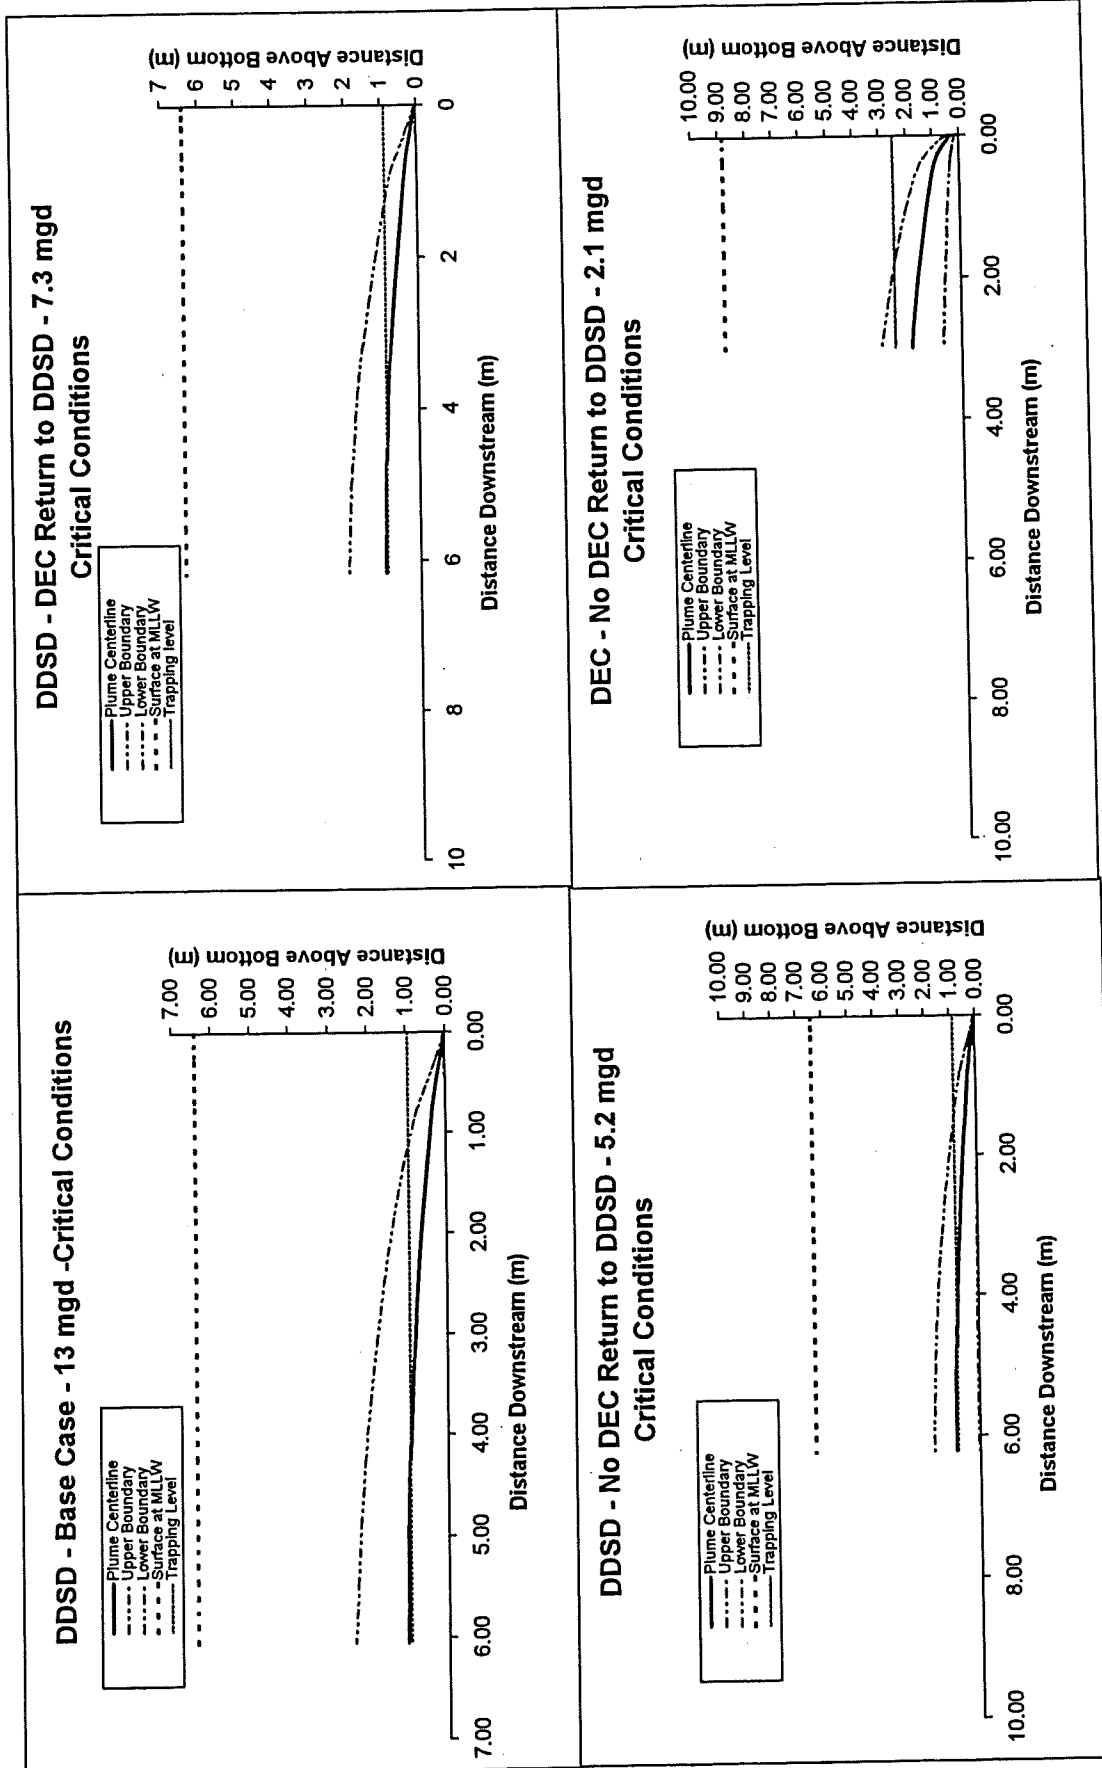 DDSD - Base Case - 13 mgd -Critical Conditions
Plume Centerline
Upper Boundary
Lower Boundary
Surface at MLLW
Trapping Level
7.00
6.00
5.00
4.00
3.00
2.00
1.00
0.00
Distance Above Bottom
(m)
7.00
6.00
5.00
4.00
3.00
2.00
1.00
0.00
Distance Downstream (m)
DDSD - DEC Return to DDSD - 7.3 mgd
Critical Conditions
Plume Centerline
Upper Boundary
Lower Boundary
Surface at MLLW
Trapping level
7
6
5
4
3
2
1
0
Distance Above Bottom
(m)
10
8
6
4
2
0
Distance Downstream (m)
DDSD - No DEC Return to DDSD - 5.2 mgd
Critical Conditions
Plume Centerline
Upper Boundary
Lower Boundary
Surface at MLLW
Trapping Level
10.00
9.00
8.00
7.00
6.00
5.00
4.00
3.00
2.00
1.00
0.00
Distance Above Bottom
(m)
10.00
8.00
6.00
4.00
2.00
0.00
Distance Downstream (m)
DEC - No DEC Return to DDSD - 2.1 mgd
Critical Conditions
Plume Centerline
Upper Boundary
Lower Boundary
Surface at MLLW
Trapping Level
10.00
9.00
8.00
7.00
6.00
5.00
4.00
3.00
2.00
1.00
0.00
Distance Above Bottom
(m)
10.00
8.00
6.00
4.00
2.00
0.00
Distance Downstream (m)